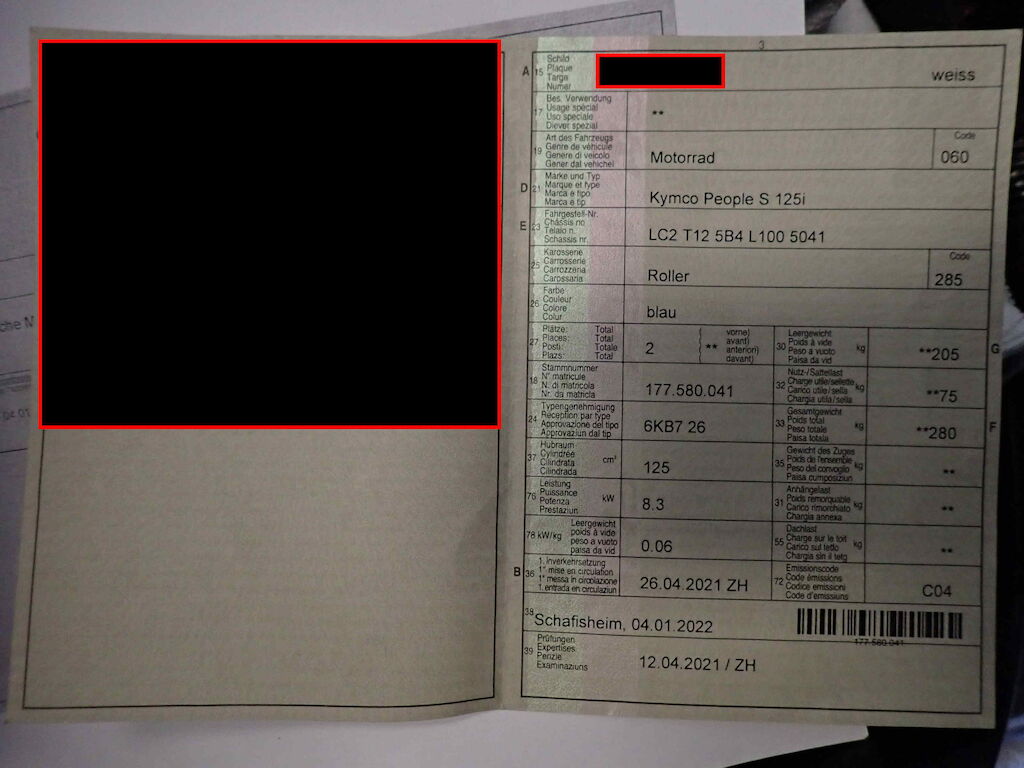 3
A 15 Schild
Plaque
Targa
Numer
weiss
17 Bes. Verwendung
Usage spécial
Uso speciale
Diever spezial
**
19 Art des Fahrzeugs
Genre de véhicule
Genere di veicolo
Gener dal vehichel
Motorrad
Code
060
D 21 Marke und Typ
Marque et type
Marca e tipo
Marca e tip
Kymco People S 125i
E 23 Fahrgestell-Nr.
Châssis no
Telaio n.
Schassis nr.
LC2 T12 5B4 L100 5041
25 Karosserie
Carrosserie
Carrozzeria
Carossaria
Roller
Code
285
26 Farbe
Couleur
Colore
Colur
blau
27 Plätze: Total
Places: Total
Posti: Totale
Plazs: Total
2
( vorne)
( ** avant)
( anteriori)
( davant)
30 Leergewicht
Poids à vide
Peso a vuoto
Paisa da vid
kg
**205
G
18 Stammnummer
N° matricule
N. di matricola
Nr. da matricla
177.580.041
32 Nutz-/Sattellast
Charge utile/sellette
Carico utile/sella
Chargia utila/sella
kg
**75
24 Typengenehmigung
Réception par type
Approvazione del tipo
Approvaziun dal tip
6KB7 26
33 Gesamtgewicht
Poids total
Peso totale
Paisa totala
kg
**280
F
37 Hubraum
Cylindrée
Cilindrata
Cilindrada
cm³
125
35 Gewicht des Zuges
Poids de l'ensemble
Peso del convoglio
Paisa cumposiziun
kg
**
76 Leistung
Puissance
Potenza
Prestaziun
kW
8.3
31 Anhängelast
Poids remorquable
Carico rimorchiato
Chargia annexa
kg
**
78 kW/kg
Leergewicht
poids à vide
peso a vuoto
paisa da vid
0.06
55 Dachlast
Charge sur le toit
Carico sul tetto
Chargia sin il tetg
kg
**
B 36 1. Inverkehrsetzung
1re mise en circulation
1a messa in circolazione
1. entrada en circulaziun
26.04.2021 ZH
72 Emissionscode
Code émissions
Codice emissioni
Code d'emissiuns
C04
38
Schafisheim, 04.01.2022
177.580.041
39 Prüfungen
Expertises
Perizie
Examinaziuns
12.04.2021 / ZH